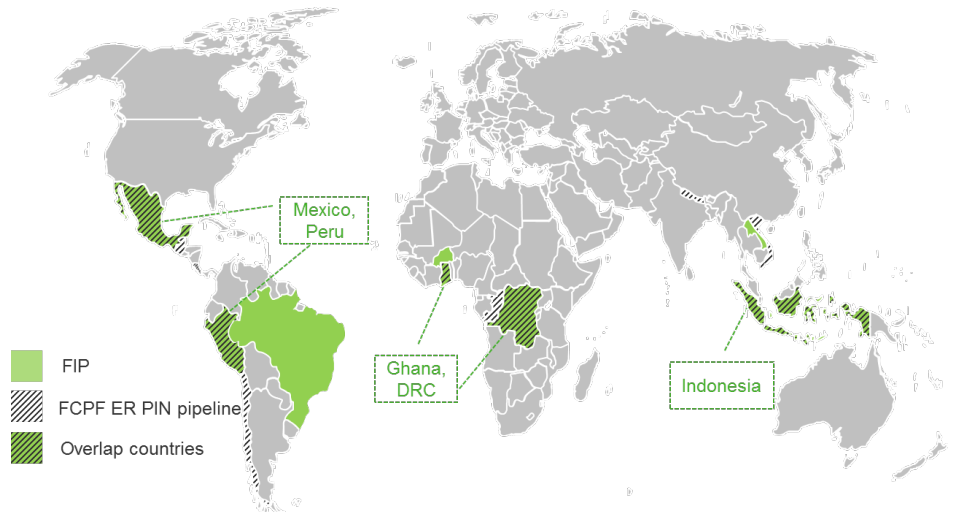 Mexico,
Peru
Ghana,
DRC
Indonesia
FIP
FCPF ER PIN pipeline
Overlap countries